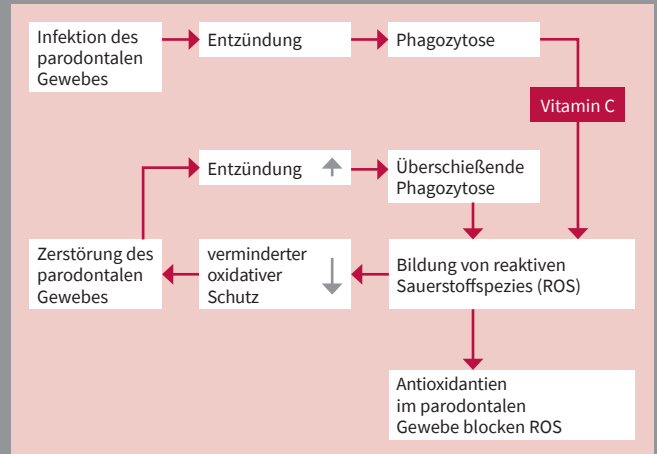 Infektion des
parodontalen
Gewebes
Entzündung
Phagozytose
Vitamin C
Entzündung
Überschießende
Phagozytose
Zerstörung des
parodontalen
Gewebes
verminderter
oxidativer
Schutz
Bildung von reaktiven
Sauerstoffspezies (ROS)
Antioxidantien
im parodontalen
Gewebe blocken ROS